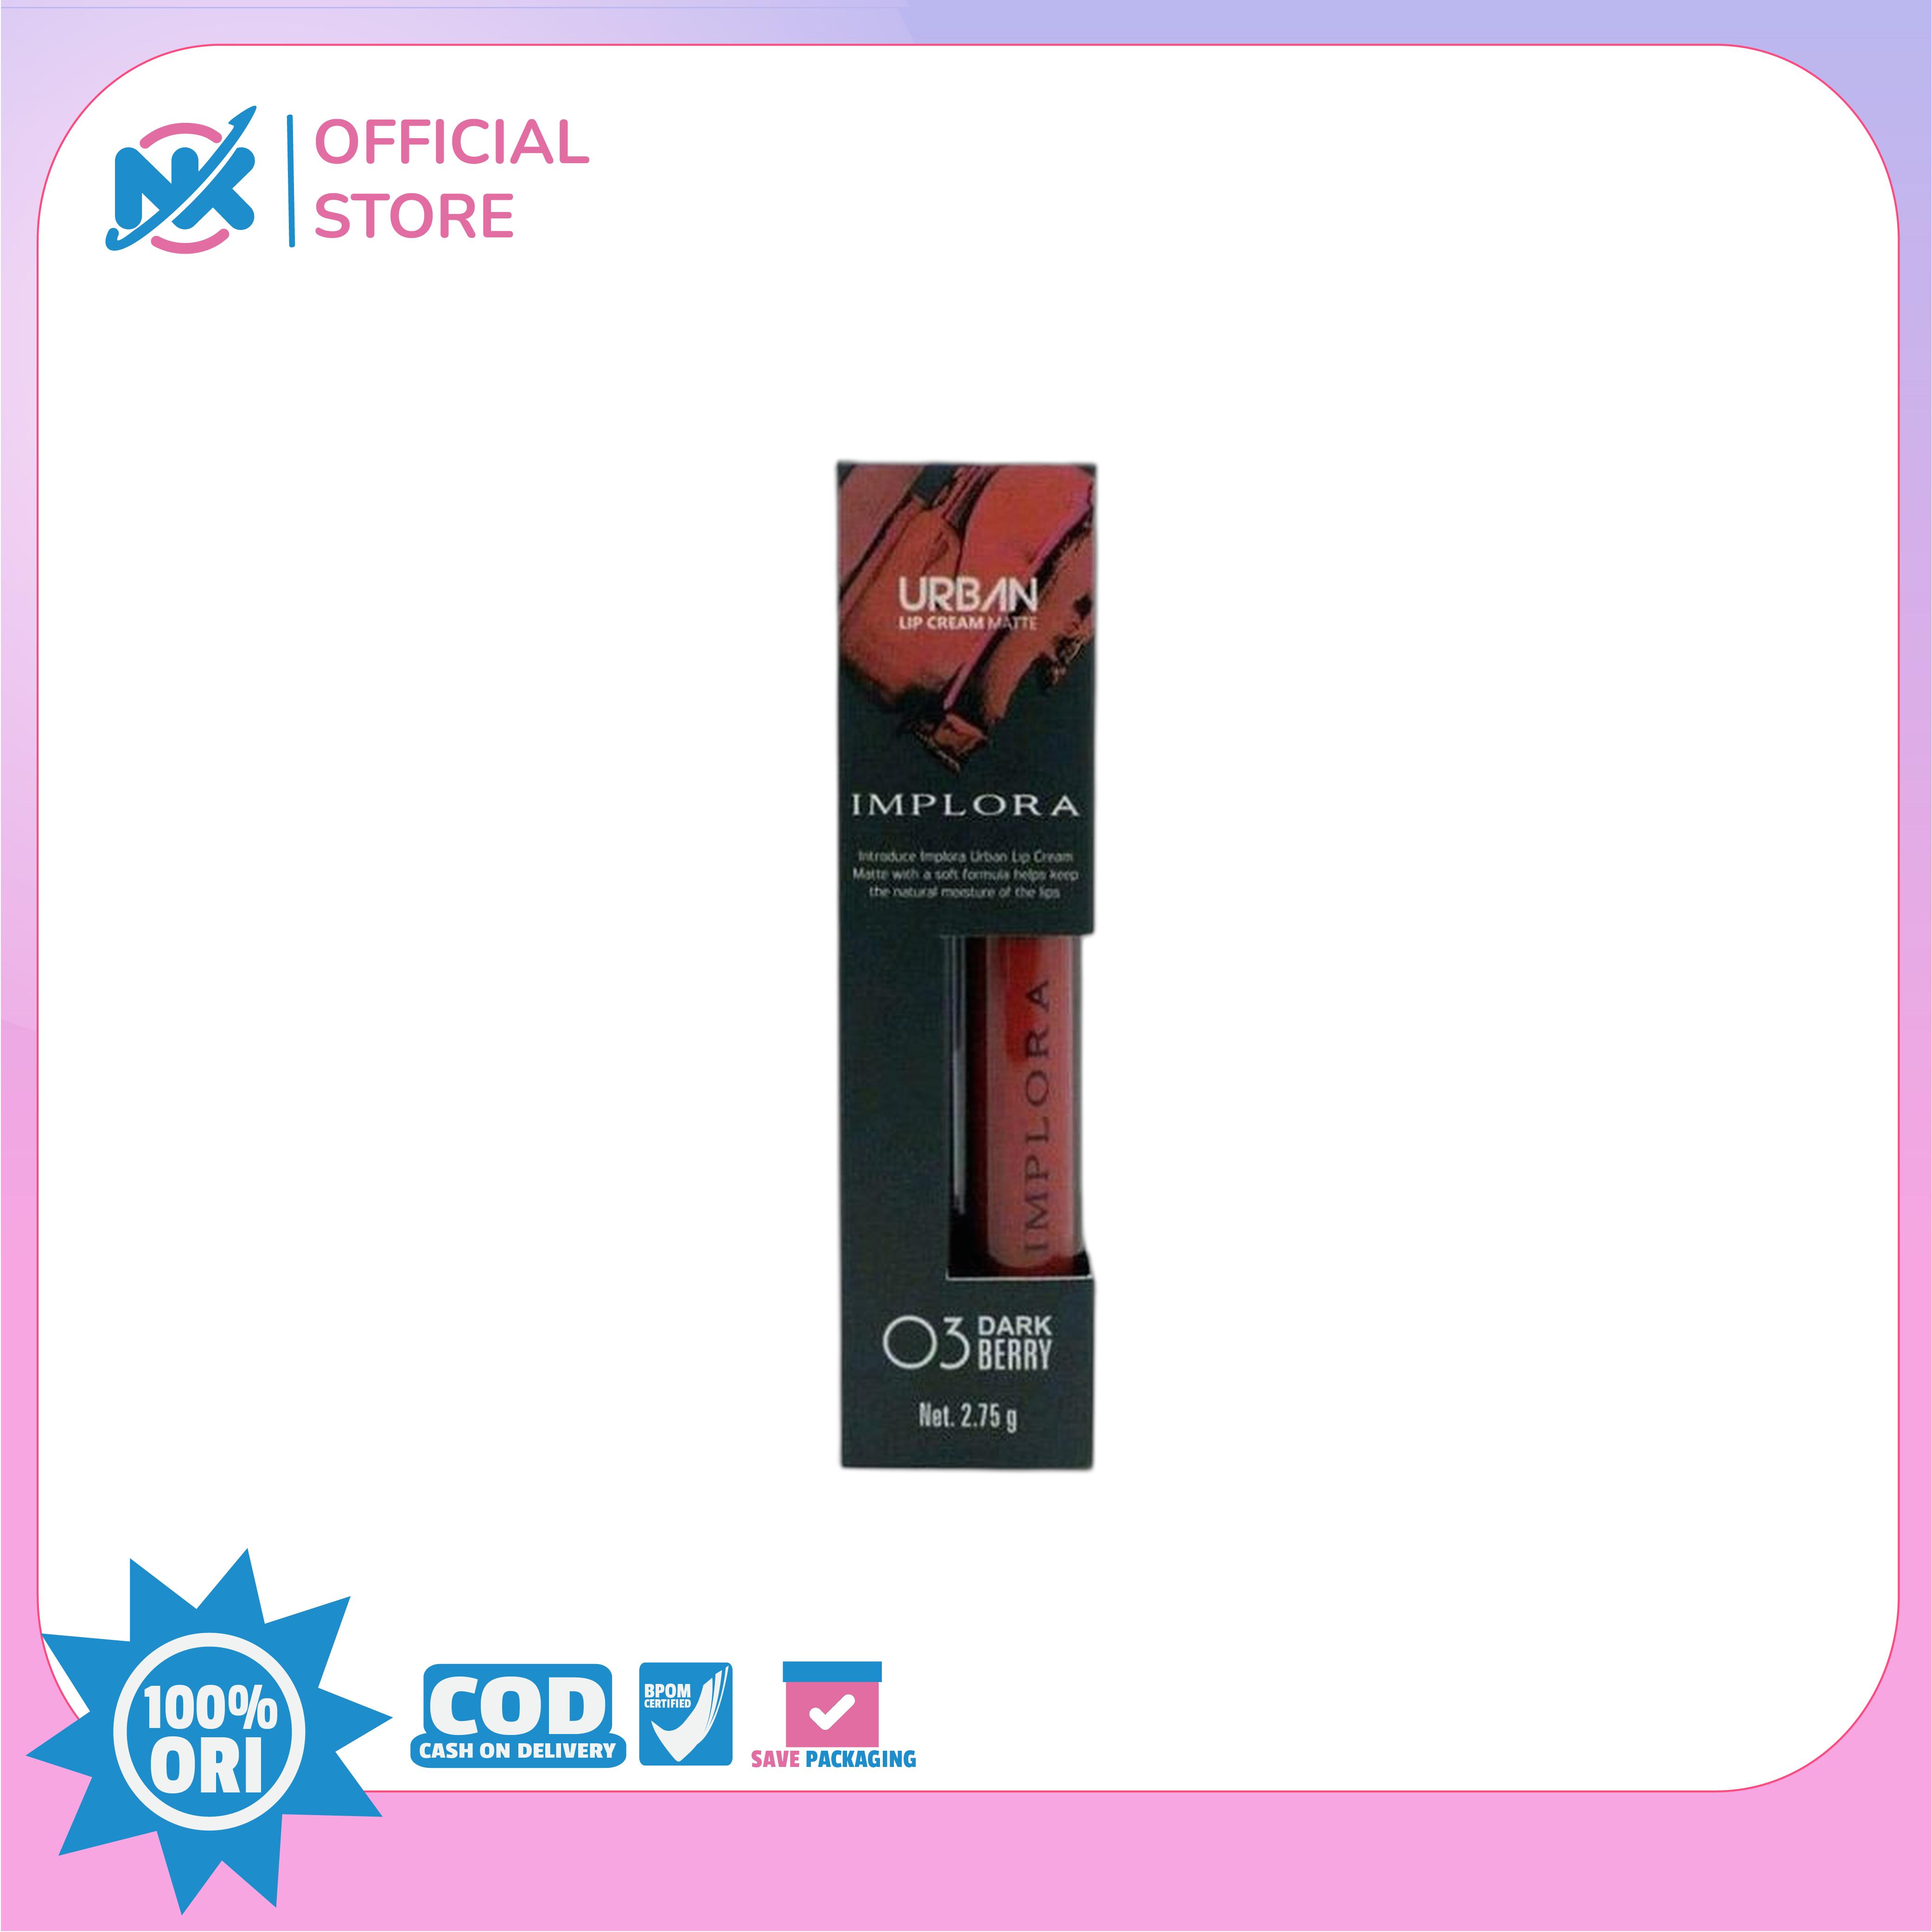 NK
OFFICIAL
STORE
URBAN
LIP CREAM MATTE
IMPLORA
Introduce Implora Urban Lip Cream
Matte with a soft formula helps keep
the natural moisture of the lips
IMPLORA
03 DARK
BERRY
Net. 2.75 g
100%
ORI
COD
CASH ON DELIVERY
BPOM
CERTIFIED
SAVE PACKAGING